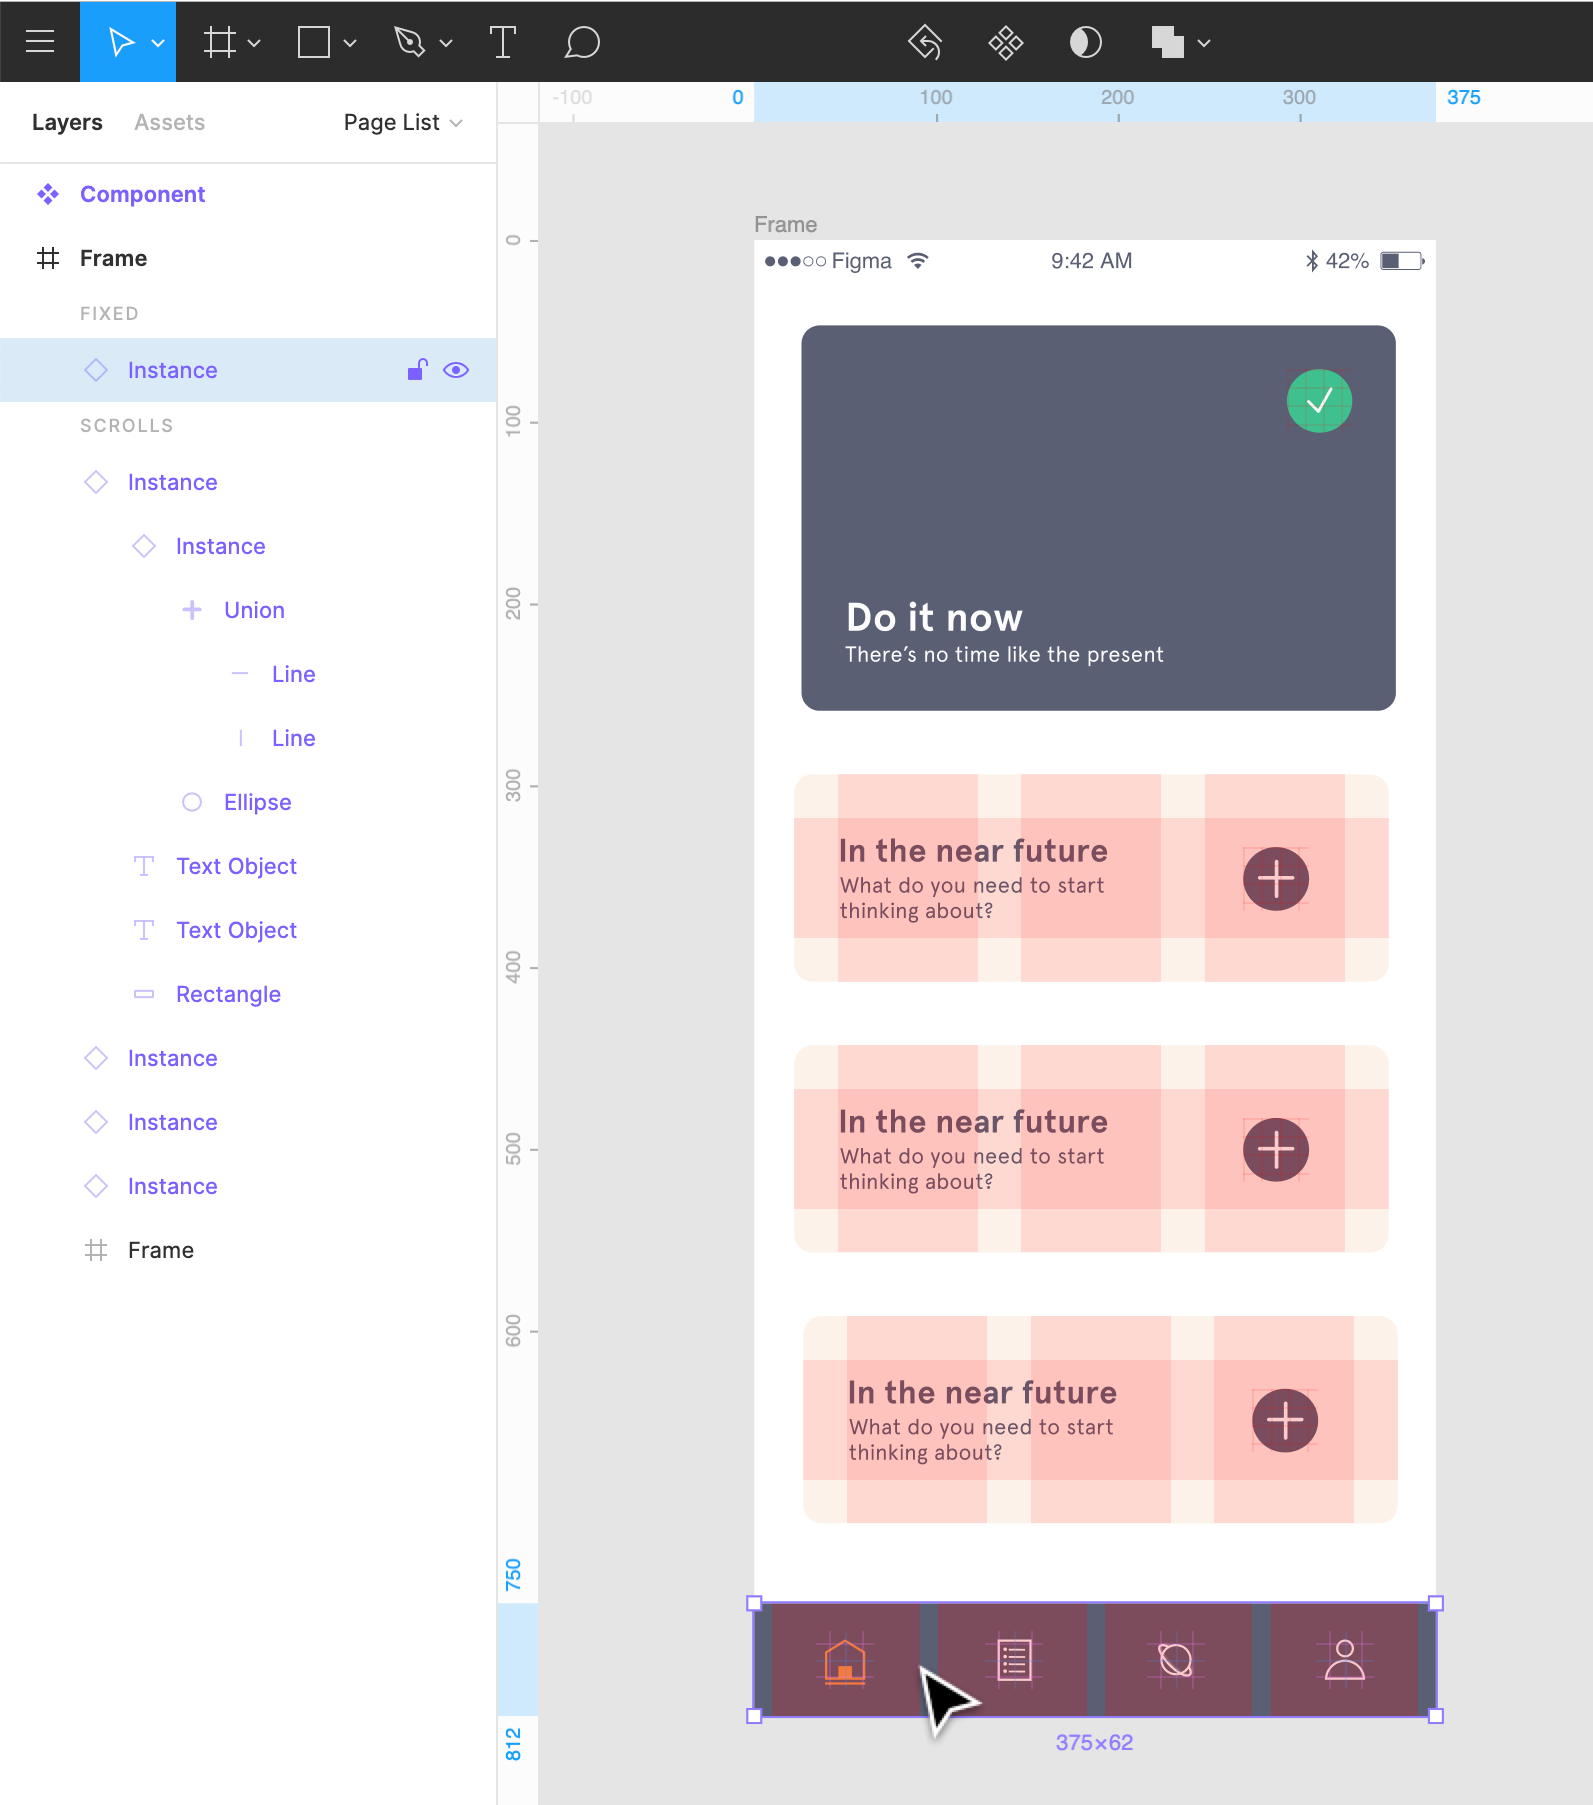 Layers
Assets
Page List
Component
Frame
FIXED
Instance
SCROLLS
Instance
Instance
Union
Line
Line
Ellipse
Text Object
Text Object
Rectangle
Instance
Instance
Instance
Frame
-100 0 100 200 300 375
0
100
200
300
400
500
600
750
812
Frame
Figma 9:42 AM 42%
Do it now
There's no time like the present
In the near future
What do you need to start
thinking about?
In the near future
What do you need to start
thinking about?
In the near future
What do you need to start
thinking about?
375×62